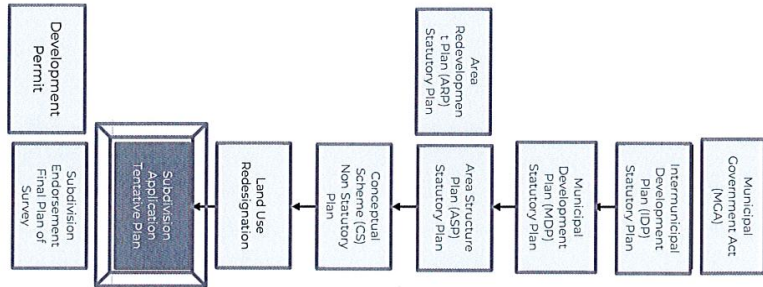 Municipal
Government Act
(MGA)
Intermunicipal
Development
Plan (IDP)
Statutory Plan
Municipal
Development
Plan (MDP)
Statutory Plan
Area
Redevelopmen
t Plan (ARP)
Statutory Plan
Area Structure
Plan (ASP)
Statutory Plan
Conceptual
Scheme (CS)
Non Statutory
Plan
Land Use
Redesignation
Subdivision
Application
Tentative Plan
Development
Permit
Subdivision
Endorsement
Final Plan of
Survey